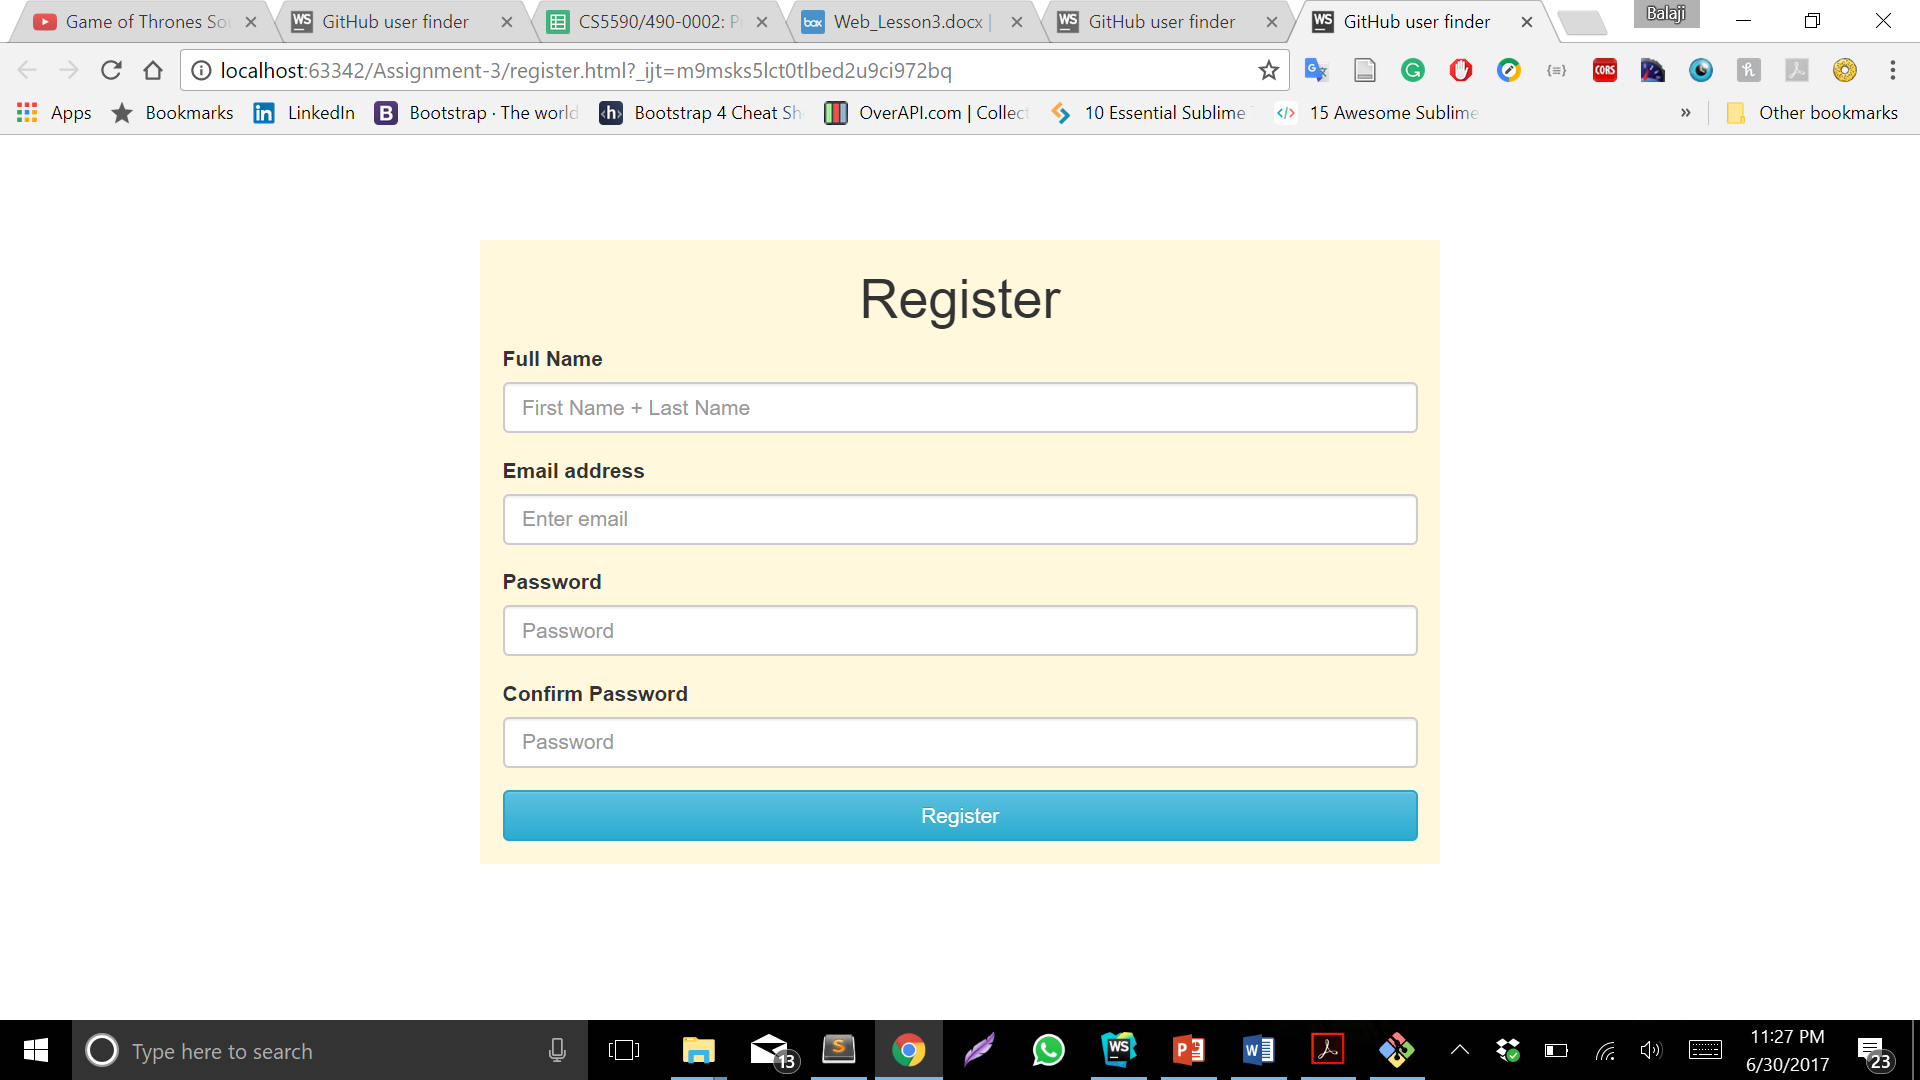 Game of Thrones Sou
GitHub user finder
CS5590/490-0002: P
Web_Lesson3.docx |
GitHub user finder
GitHub user finder
Balaji
localhost:63342/Assignment-3/register.html?_ijt=m9msks5lct0tlbed2u9ci972bq
Apps
Bookmarks
LinkedIn
Bootstrap · The world
Bootstrap 4 Cheat Sh
OverAPI.com | Collect
10 Essential Sublime
15 Awesome Sublime
»
Other bookmarks
Register
Full Name
First Name + Last Name
Email address
Enter email
Password
Password
Confirm Password
Password
Register
Type here to search
13
11:27 PM
6/30/2017
23